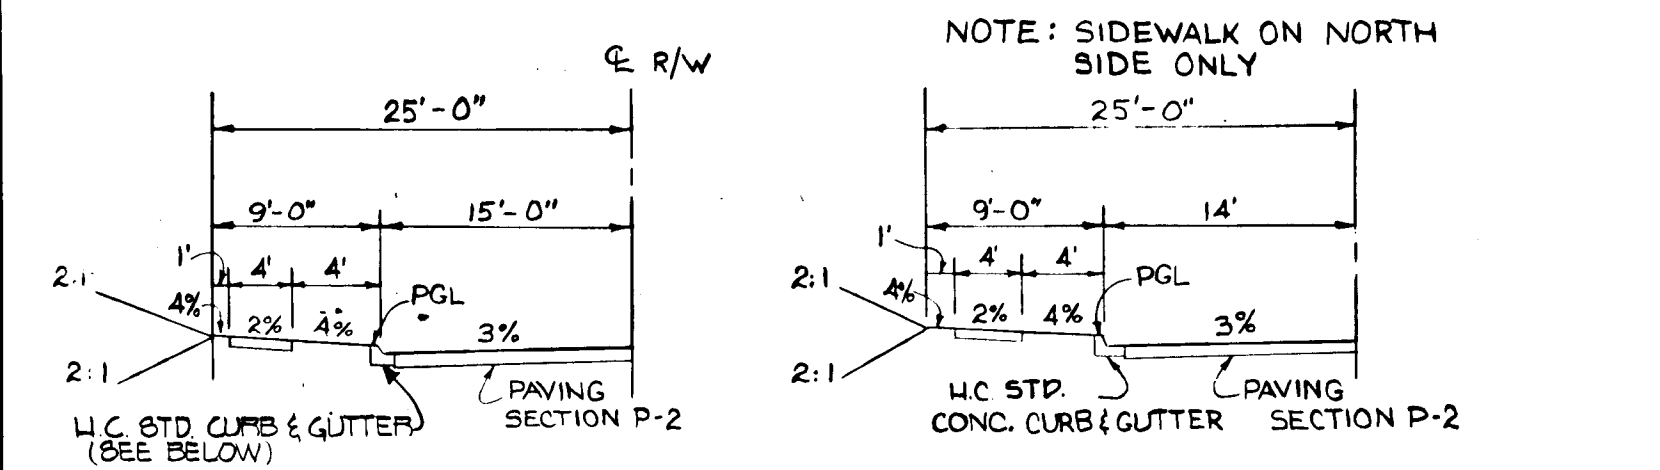 ℄ R/W
25'-0"
9'-0"
15'-0"
1'
4'
4'
2:1
4%
2%
4%
PGL
3%
2:1
PAVING
SECTION P-2
H.C. STD. CURB & GUTTER
(SEE BELOW)
NOTE: SIDEWALK ON NORTH
SIDE ONLY
25'-0"
9'-0"
14'
1'
4'
4'
2:1
4%
2%
4%
PGL
3%
2:1
H.C. STD.
CONC. CURB & GUTTER
PAVING
SECTION P-2